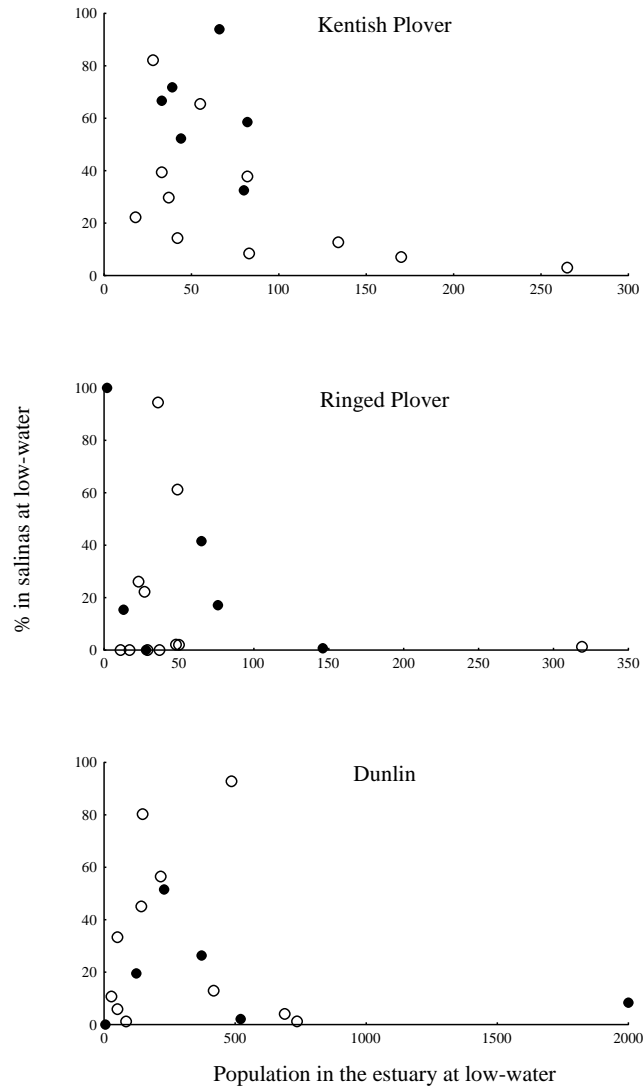 Kentish Plover
100
80
60
40
20
0
0 50 100 150 200 250 300
% in salinas at low-water
Ringed Plover
100
80
60
40
20
0
0 50 100 150 200 250 300 350
Dunlin
100
80
60
40
20
0
0 500 1000 1500 2000
Population in the estuary at low-water